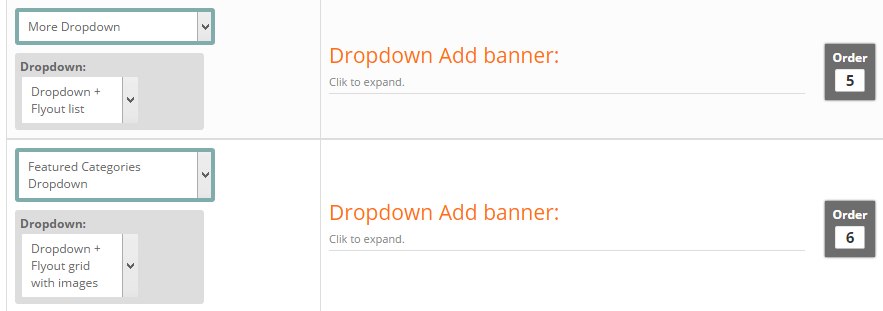 More Dropdown
Dropdown:
Dropdown +
Flyout list
Dropdown Add banner:
Clik to expand.
Order
5
Featured Categories
Dropdown
Dropdown:
Dropdown +
Flyout grid
with images
Dropdown Add banner:
Clik to expand.
Order
6